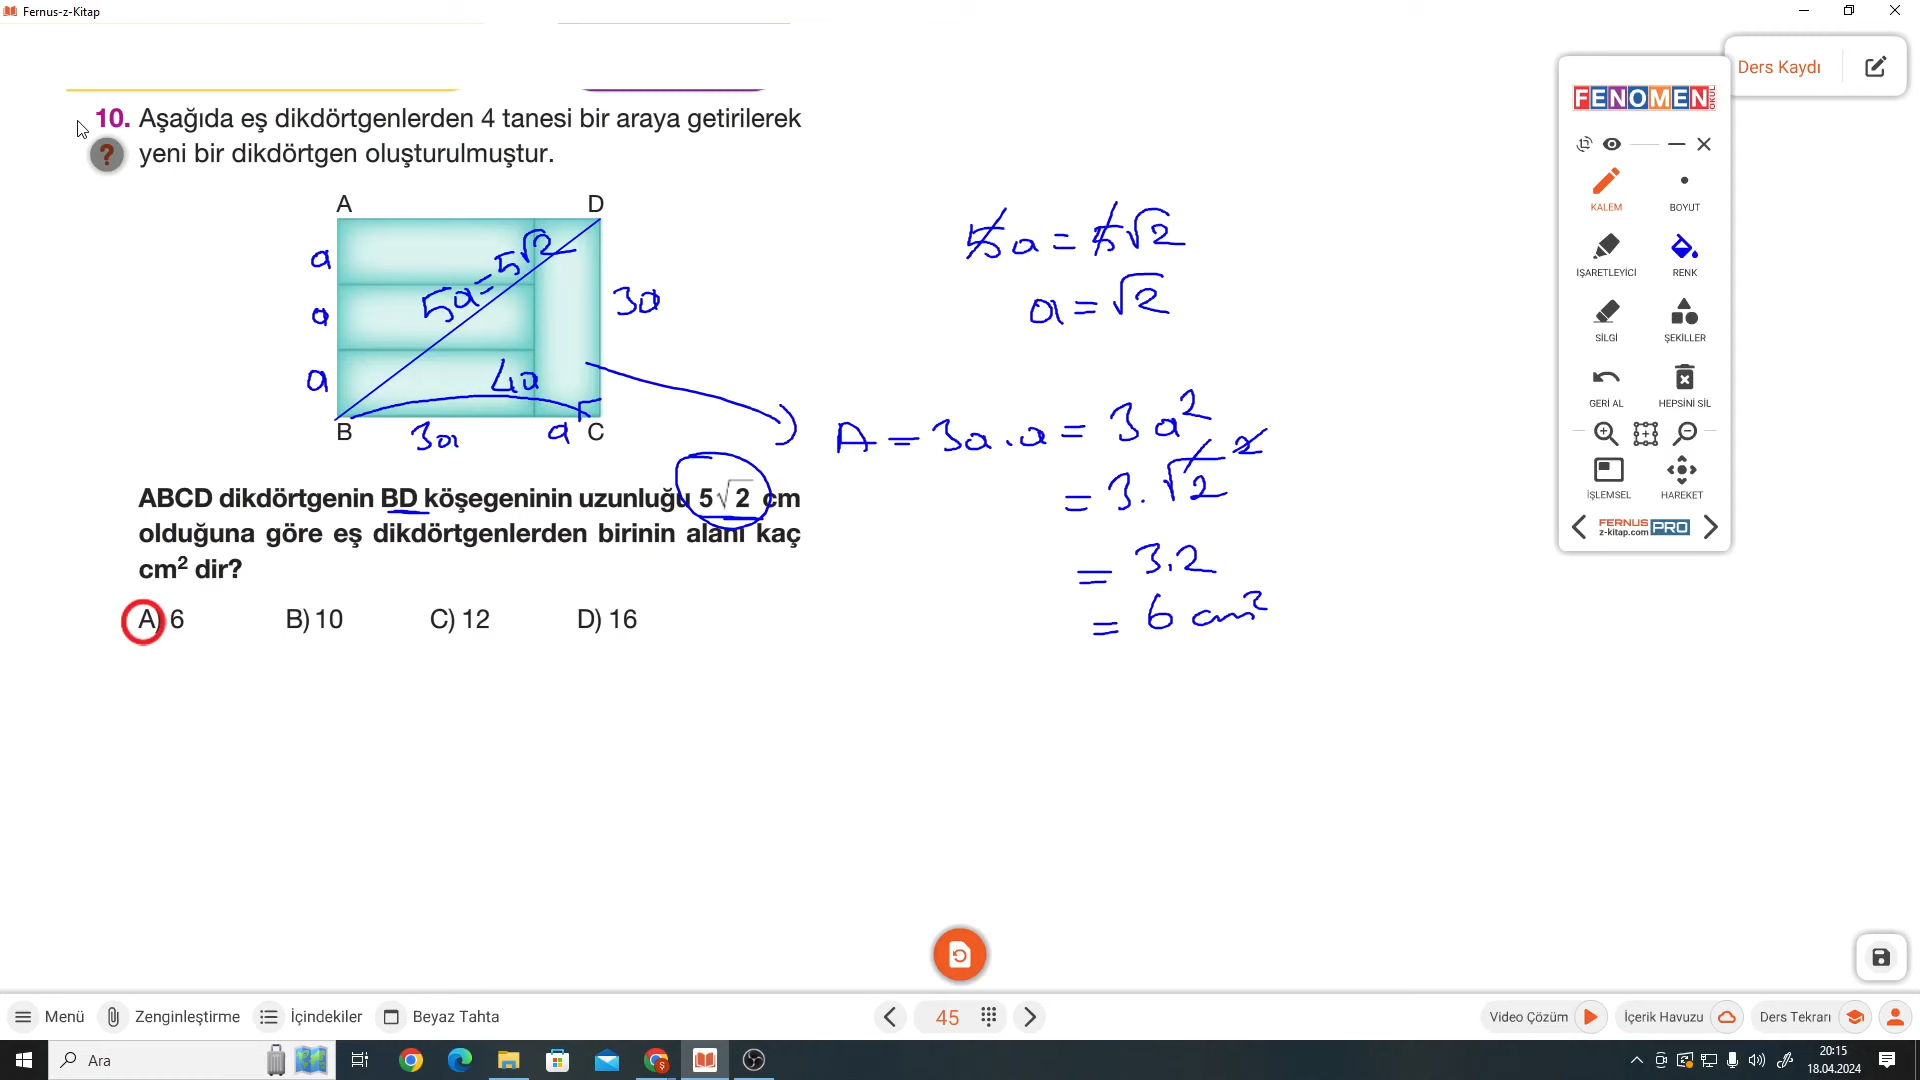 Fernus-z-Kitap
Ders Kaydı
FENOMEN OKUL
KALEM
BOYUT
İŞARETLEYİCİ
RENK
SİLGİ
ŞEKİLLER
GERİ AL
HEPSİNİ SİL
İŞLEMSEL
HAREKET
FERNUS
z-kitap.com PRO
10. Aşağıda eş dikdörtgenlerden 4 tanesi bir araya getirilerek
? yeni bir dikdörtgen oluşturulmuştur.
A D
a
a
a
5a=5√2
3a
4a
B C
3a a
5a = 5√2
a = √2
A = 3a.a = 3a²
= 3.√2²
= 3.2
= 6 cm²
ABCD dikdörtgenin BD köşegeninin uzunluğu 5√2 cm
olduğuna göre eş dikdörtgenlerden birinin alanı kaç
cm² dir?
A) 6 B) 10 C) 12 D) 16
Menü Zenginleştirme İçindekiler Beyaz Tahta 45 Video Çözüm İçerik Havuzu Ders Tekrarı
Ara
20:15
18.04.2024